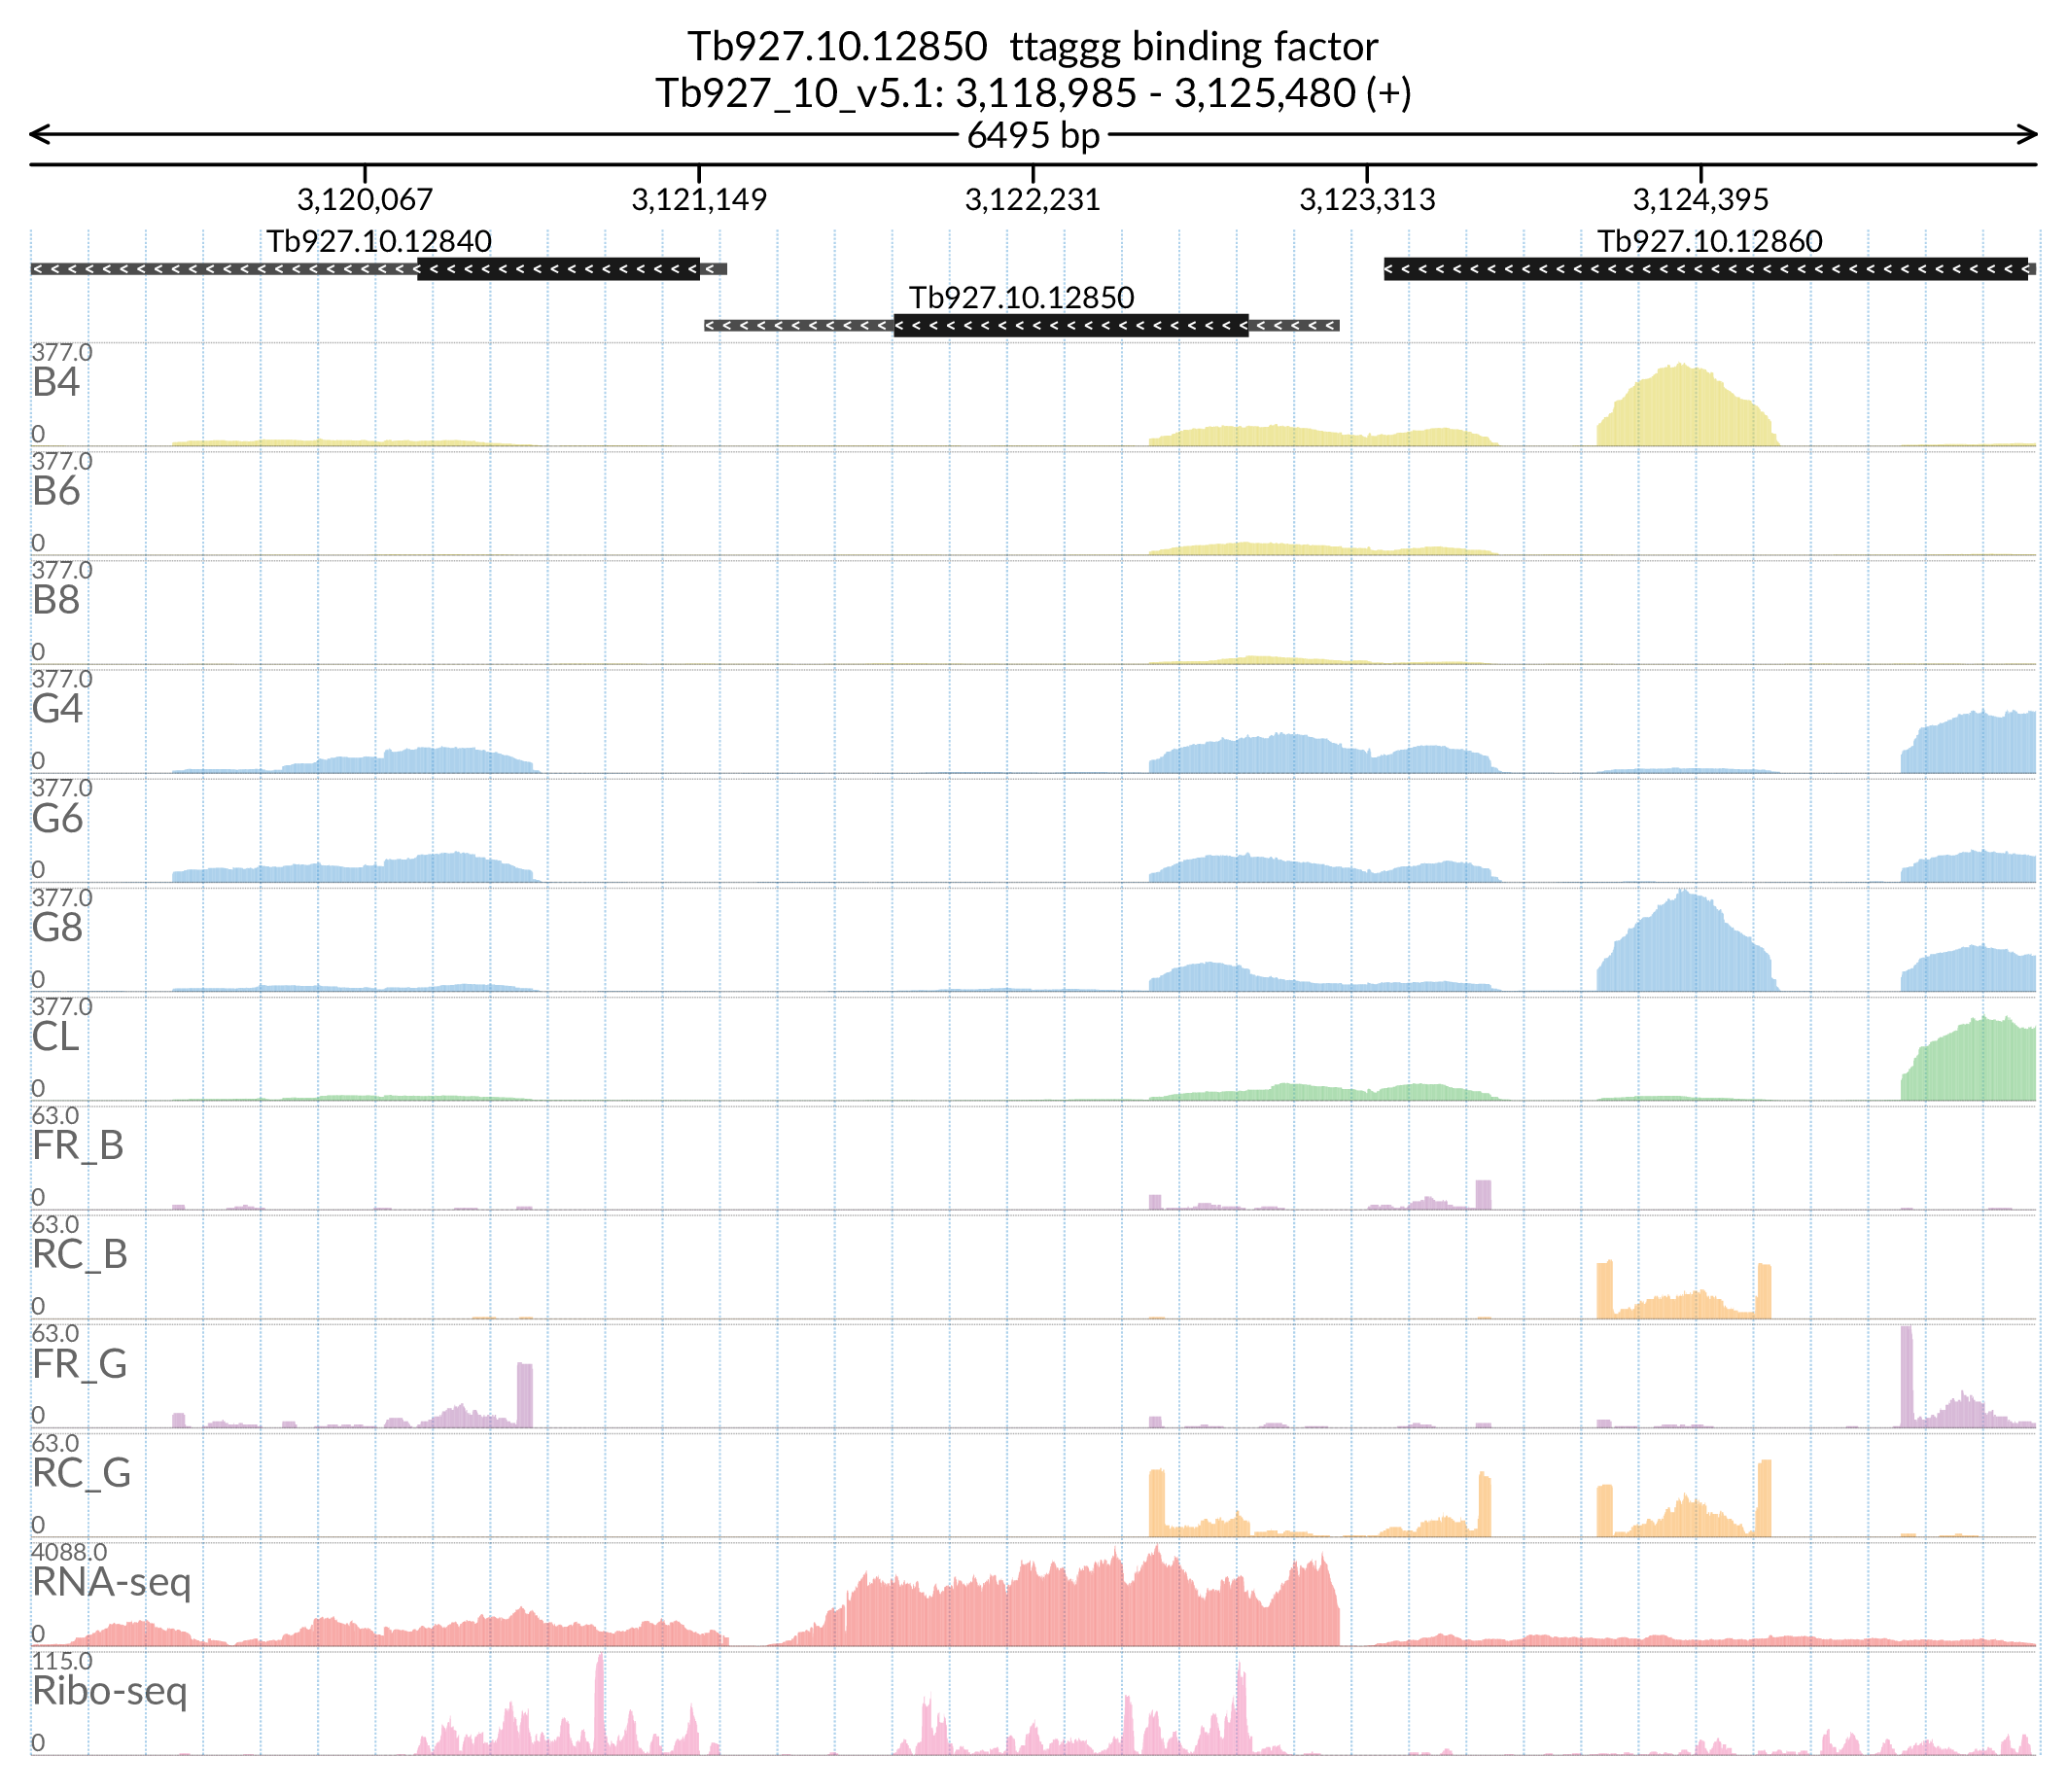 Tb927.10.12850  ttaggg binding factor
Tb927_10_v5.1: 3,118,985 - 3,125,480 (+)
6495 bp
3,120,067 3,121,149 3,122,231 3,123,313 3,124,395
Tb927.10.12840 Tb927.10.12860
Tb927.10.12850
377.0
B4
0
377.0
B6
0
377.0
B8
0
377.0
G4
0
377.0
G6
0
377.0
G8
0
377.0
CL
0
63.0
FR_B
0
63.0
RC_B
0
63.0
FR_G
0
63.0
RC_G
0
4088.0
RNA-seq
0
115.0
Ribo-seq
0